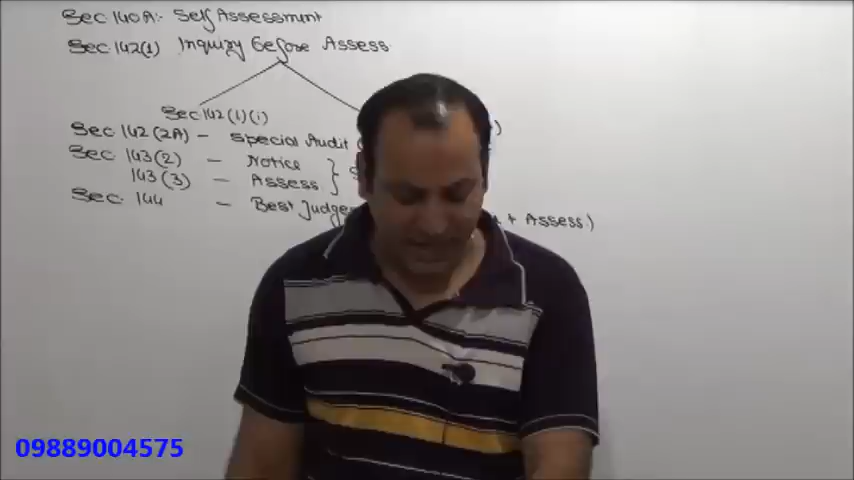 Sec. 140A:- Self Assessment
Sec. 142(1) Inquiry before Assess
Sec. 142(1)(i) )
Sec. 142(2A) - Special Audit (
Sec. 143(2) - Notice
143(3) - Assess
Sec. 144 - Best Judge + Assess.)
09889004575